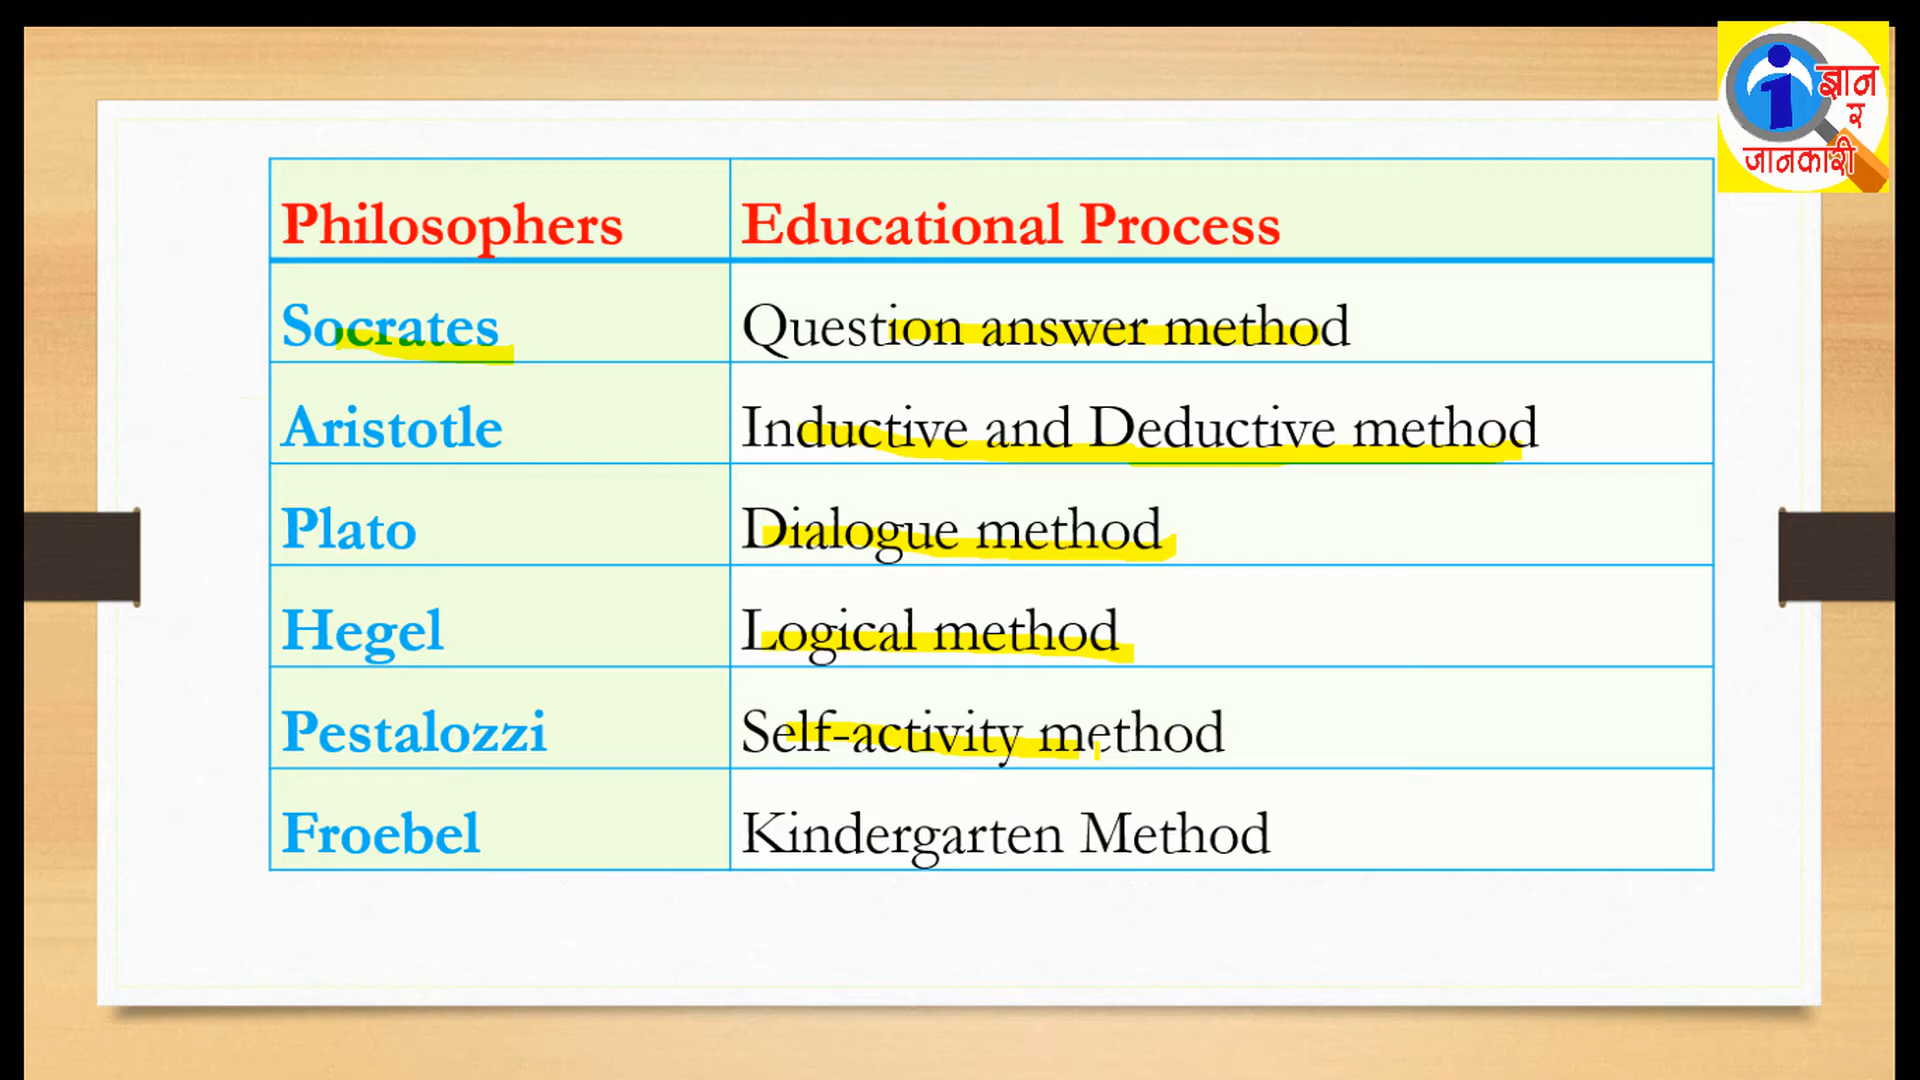 ज्ञान
र
जानकारी
Philosophers Educational Process
Socrates Question answer method
Aristotle Inductive and Deductive method
Plato Dialogue method
Hegel Logical method
Pestalozzi Self-activity method
Froebel Kindergarten Method